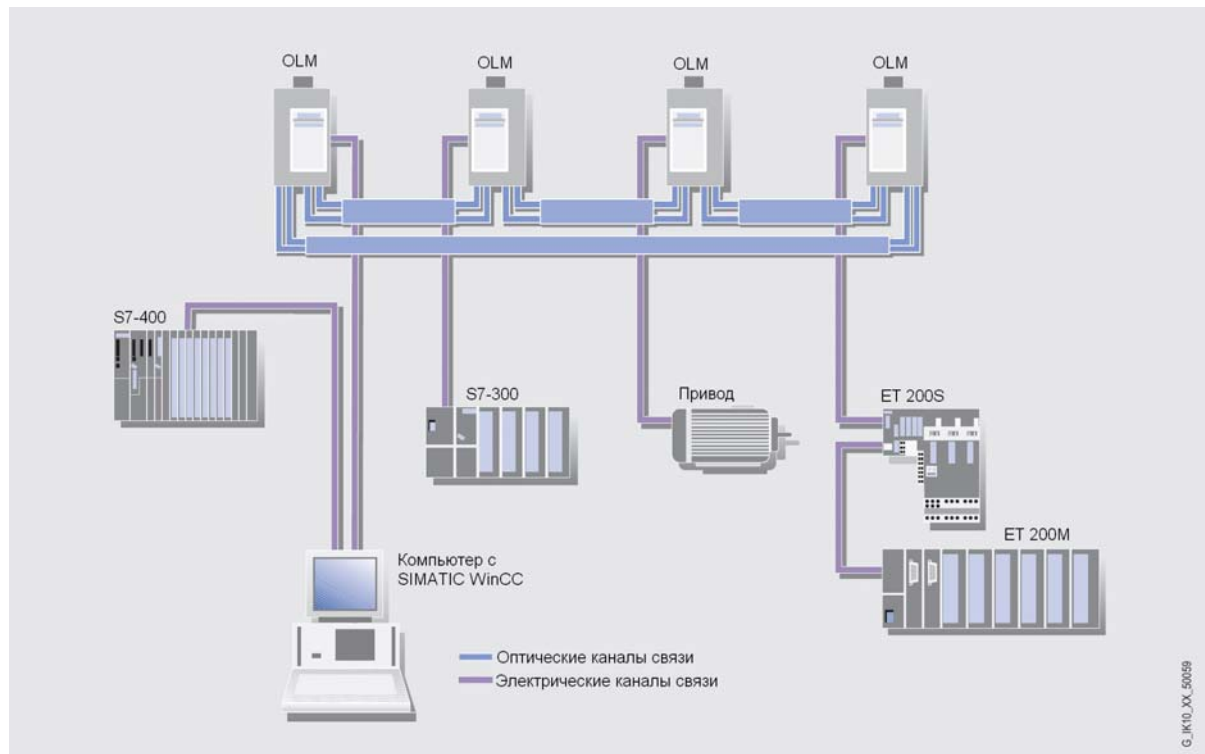 OLM
OLM
OLM
OLM
S7-400
S7-300
Привод
ET 200S
ET 200M
Компьютер с
SIMATIC WinCC
Оптические каналы связи
Электрические каналы связи
G_IK10_XX_50059